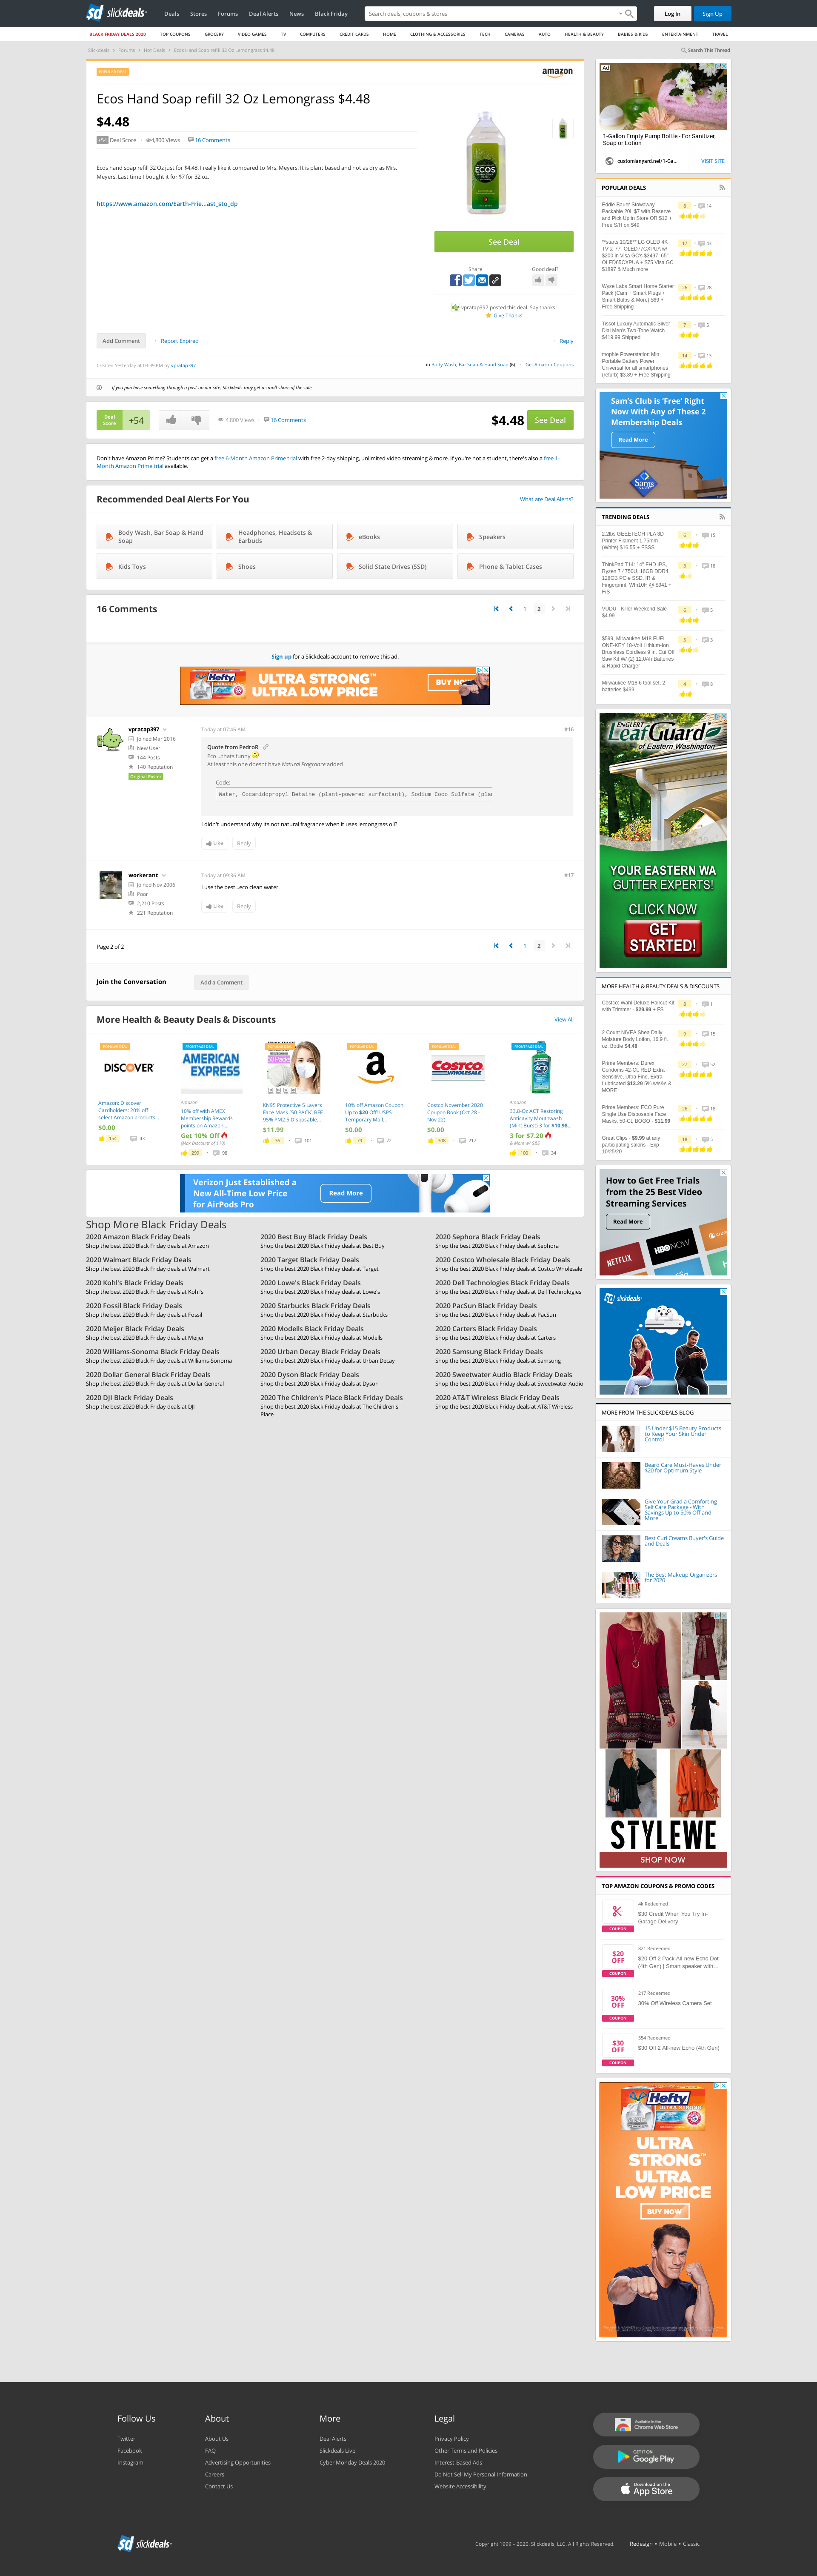 slickdeals
Deals Stores Forums Deal Alerts News Black Friday
Search deals, coupons & stores
Log In Sign Up
BLACK FRIDAY DEALS 2020 TOP COUPONS GROCERY VIDEO GAMES TV COMPUTERS CREDIT CARDS HOME CLOTHING & ACCESSORIES TECH CAMERAS AUTO HEALTH & BEAUTY BABIES & KIDS ENTERTAINMENT TRAVEL
Slickdeals Forums Hot Deals Ecos Hand Soap refill 32 Oz Lemongrass $4.48
Search This Thread
amazon
Ecos Hand Soap refill 32 Oz Lemongrass $4.48
$4.48
+54 Deal Score 4,800 Views 16 Comments
Ecos hand soap refill 32 Oz just for $4.48. I really like it compared to Mrs. Meyers. It is plant based and not as dry as Mrs.
Meyers. Last time I bought it for $7 for 32 oz.
https://www.amazon.com/Earth-Frie...ast_sto_dp
ECOS
See Deal
Share Good deal?
vpratap397 posted this deal. Say thanks!
Give Thanks
Add Comment Report Expired Reply
Created Yesterday at 03:39 PM by vpratap397
in Body Wash, Bar Soap & Hand Soap (6) Get Amazon Coupons
If you purchase something through a post on our site, Slickdeals may get a small share of the sale.
Deal
Score
+54
4,800 Views 16 Comments
$4.48 See Deal
Don't have Amazon Prime? Students can get a free 6-Month Amazon Prime trial with free 2-day shipping, unlimited video streaming & more. If you're not a student, there's also a free 1-
Month Amazon Prime trial available.
Recommended Deal Alerts For You
What are Deal Alerts?
Body Wash, Bar Soap & Hand
Soap
Headphones, Headsets &
Earbuds
eBooks
Speakers
Kids Toys
Shoes
Solid State Drives (SSD)
Phone & Tablet Cases
16 Comments
1 2
Sign up for a Slickdeals account to remove this ad.
Hefty
ULTRA STRONG™
ULTRA LOW PRICE
BUY NOW
vpratap397
Joined Mar 2016
New User
144 Posts
140 Reputation
Original Poster
Today at 07:46 AM
#16
Quote from PedroR
Eco ...thats funny
At least this one doesnt have Natural Fragrance added
Code:
Water, Cocamidopropyl Betaine (plant-powered surfactant), Sodium Coco Sulfate (plan
I didn't understand why its not natural fragrance when it uses lemongrass oil?
Like Reply
workerant
Joined Nov 2006
Poor
2,210 Posts
221 Reputation
Today at 09:36 AM
#17
I use the best...eco clean water.
Like Reply
Page 2 of 2
1 2
Join the Conversation
Add a Comment
More Health & Beauty Deals & Discounts
View All
POPULAR DEAL
DISCOVER
Amazon: Discover
Cardholders: 20% off
select Amazon products...
$0.00
154 43
FRONTPAGE DEAL
AMERICAN
EXPRESS
Amazon
10% off with AMEX
Membership Rewards
points on Amazon....
Get 10% Off
(Max Discount of $15)
299 98
POPULAR DEAL
KN95 Protective 5 Layers
Face Mask [50 PACK] BFE
95% PM2.5 Disposable...
$11.99
36 101
POPULAR DEAL
10% off Amazon Coupon
Up to $20 Off! USPS
Temporary Mail...
$0.00
79 72
POPULAR DEAL
COSTCO
WHOLESALE
Costco November 2020
Coupon Book (Oct 28 -
Nov 22)
$0.00
308 217
FRONTPAGE DEAL
ACT
Amazon
33.8-Oz ACT Restoring
Anticavity Mouthwash
(Mint Burst) 3 for $10.98...
3 for $7.20
& More w/ S&S
100 34
Verizon Just Established a
New All-Time Low Price
for AirPods Pro
Read More
Shop More Black Friday Deals
2020 Amazon Black Friday Deals
Shop the best 2020 Black Friday deals at Amazon
2020 Best Buy Black Friday Deals
Shop the best 2020 Black Friday deals at Best Buy
2020 Sephora Black Friday Deals
Shop the best 2020 Black Friday deals at Sephora
2020 Walmart Black Friday Deals
Shop the best 2020 Black Friday deals at Walmart
2020 Target Black Friday Deals
Shop the best 2020 Black Friday deals at Target
2020 Costco Wholesale Black Friday Deals
Shop the best 2020 Black Friday deals at Costco Wholesale
2020 Kohl's Black Friday Deals
Shop the best 2020 Black Friday deals at Kohl's
2020 Lowe's Black Friday Deals
Shop the best 2020 Black Friday deals at Lowe's
2020 Dell Technologies Black Friday Deals
Shop the best 2020 Black Friday deals at Dell Technologies
2020 Fossil Black Friday Deals
Shop the best 2020 Black Friday deals at Fossil
2020 Starbucks Black Friday Deals
Shop the best 2020 Black Friday deals at Starbucks
2020 PacSun Black Friday Deals
Shop the best 2020 Black Friday deals at PacSun
2020 Meijer Black Friday Deals
Shop the best 2020 Black Friday deals at Meijer
2020 Modells Black Friday Deals
Shop the best 2020 Black Friday deals at Modells
2020 Carters Black Friday Deals
Shop the best 2020 Black Friday deals at Carters
2020 Williams-Sonoma Black Friday Deals
Shop the best 2020 Black Friday deals at Williams-Sonoma
2020 Urban Decay Black Friday Deals
Shop the best 2020 Black Friday deals at Urban Decay
2020 Samsung Black Friday Deals
Shop the best 2020 Black Friday deals at Samsung
2020 Dollar General Black Friday Deals
Shop the best 2020 Black Friday deals at Dollar General
2020 Dyson Black Friday Deals
Shop the best 2020 Black Friday deals at Dyson
2020 Sweetwater Audio Black Friday Deals
Shop the best 2020 Black Friday deals at Sweetwater Audio
2020 DJI Black Friday Deals
Shop the best 2020 Black Friday deals at DJI
2020 The Children's Place Black Friday Deals
Shop the best 2020 Black Friday deals at The Children's
Place
2020 AT&T Wireless Black Friday Deals
Shop the best 2020 Black Friday deals at AT&T Wireless
Ad
1-Gallon Empty Pump Bottle - For Sanitizer,
Soap or Lotion
customlanyard.net/1-Ga... VISIT SITE
POPULAR DEALS
Eddie Bauer Stowaway
Packable 20L $7 with Reserve
and Pick Up in Store OR $12 +
Free S/H on $49
8 14
**starts 10/28** LG OLED 4K
TV's: 77" OLED77CXPUA w/
$200 in Visa GC's $3497, 65"
OLED65CXPUA + $75 Visa GC
$1897 & Much more
17 43
Wyze Labs Smart Home Starter
Pack (Cam + Smart Plugs +
Smart Bulbs & More) $69 +
Free Shipping
26 28
Tissot Luxury Automatic Silver
Dial Men's Two-Tone Watch
$419.99 Shipped
7 5
mophie Powerstation Mini
Portable Battery Power
Universal for all smartphones
(refurb) $3.89 + Free Shipping
14 13
Sam's Club is 'Free' Right
Now With Any of These 2
Membership Deals
Read More
Sams
TRENDING DEALS
2.2lbs GEEETECH PLA 3D
Printer Filament 1.75mm
(White) $16.55 + FSSS
6 15
ThinkPad T14: 14" FHD IPS,
Ryzen 7 4750U, 16GB DDR4,
128GB PCIe SSD, IR &
Fingerprint, Win10H @ $941 +
F/S
3 18
VUDU - Killer Weekend Sale
$4.99
6 5
$599, Milwaukee M18 FUEL
ONE-KEY 18-Volt Lithium-Ion
Brushless Cordless 9 in. Cut Off
Saw Kit W/ (2) 12.0Ah Batteries
& Rapid Charger
5 3
Milwaukee M18 6 tool set, 2
batteries $499
4 8
ENGLERT
LeafGuard
of Eastern Washington
YOUR EASTERN WA
GUTTER EXPERTS!
CLICK NOW
GET
STARTED!
MORE HEALTH & BEAUTY DEALS & DISCOUNTS
Costco: Wahl Deluxe Haircut Kit
with Trimmer - $29.99 + FS
8 1
2 Count NIVEA Shea Daily
Moisture Body Lotion, 16.9 fl.
oz. Bottle $4.48
9 15
Prime Members: Durex
Condoms 42-Ct. RED Extra
Sensitive, Ultra Fine, Extra
Lubricated $13.29 5% w/s&s &
MORE
27 52
Prime Members: ECO Pure
Single Use Disposable Face
Masks, 50-Ct, BOGO - $11.99
26 18
Great Clips - $9.99 at any
participating salons - Exp
10/25/20
16 5
How to Get Free Trials
from the 25 Best Video
Streaming Services
Read More
NETFLIX HBO NOW hulu
slickdeals
MORE FROM THE SLICKDEALS BLOG
15 Under $15 Beauty Products
to Keep Your Skin Under
Control
Beard Care Must-Haves Under
$20 for Optimum Style
Give Your Grad a Comforting
Self Care Package - With
Savings Up to 50% Off and
More
Best Curl Creams Buyer's Guide
and Deals
The Best Makeup Organizers
for 2020
STYLEWE
SHOP NOW
TOP AMAZON COUPONS & PROMO CODES
COUPON
4k Redeemed
$30 Credit When You Try In-
Garage Delivery
$20
OFF
COUPON
821 Redeemed
$20 Off 2 Pack All-new Echo Dot
(4th Gen) | Smart speaker with...
30%
OFF
COUPON
217 Redeemed
30% Off Wireless Camera Set
$30
OFF
COUPON
554 Redeemed
$30 Off 2 All-new Echo (4th Gen)
Hefty
ULTRA STRONG
ULTRA
STRONG™
ULTRA
LOW PRICE
BUY NOW
Follow Us
Twitter
Facebook
Instagram
About
About Us
FAQ
Advertising Opportunities
Careers
Contact Us
More
Deal Alerts
Slickdeals Live
Cyber Monday Deals 2020
Legal
Privacy Policy
Other Terms and Policies
Interest-Based Ads
Do Not Sell My Personal Information
Website Accessibility
Available in the
Chrome Web Store
GET IT ON
Google Play
Download on the
App Store
slickdeals
Copyright 1999 - 2020. Slickdeals, LLC. All Rights Reserved. Redesign • Mobile • Classic